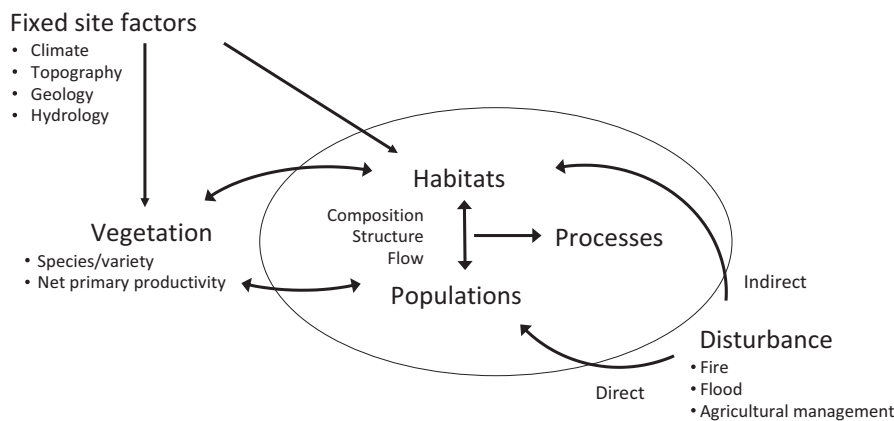 Fixed site factors
• Climate
• Topography
• Geology
• Hydrology
Habitats
Composition
Structure
Flow
Processes
Vegetation
• Species/variety
• Net primary productivity
Populations
Indirect
Disturbance
• Fire
• Flood
• Agricultural management
Direct